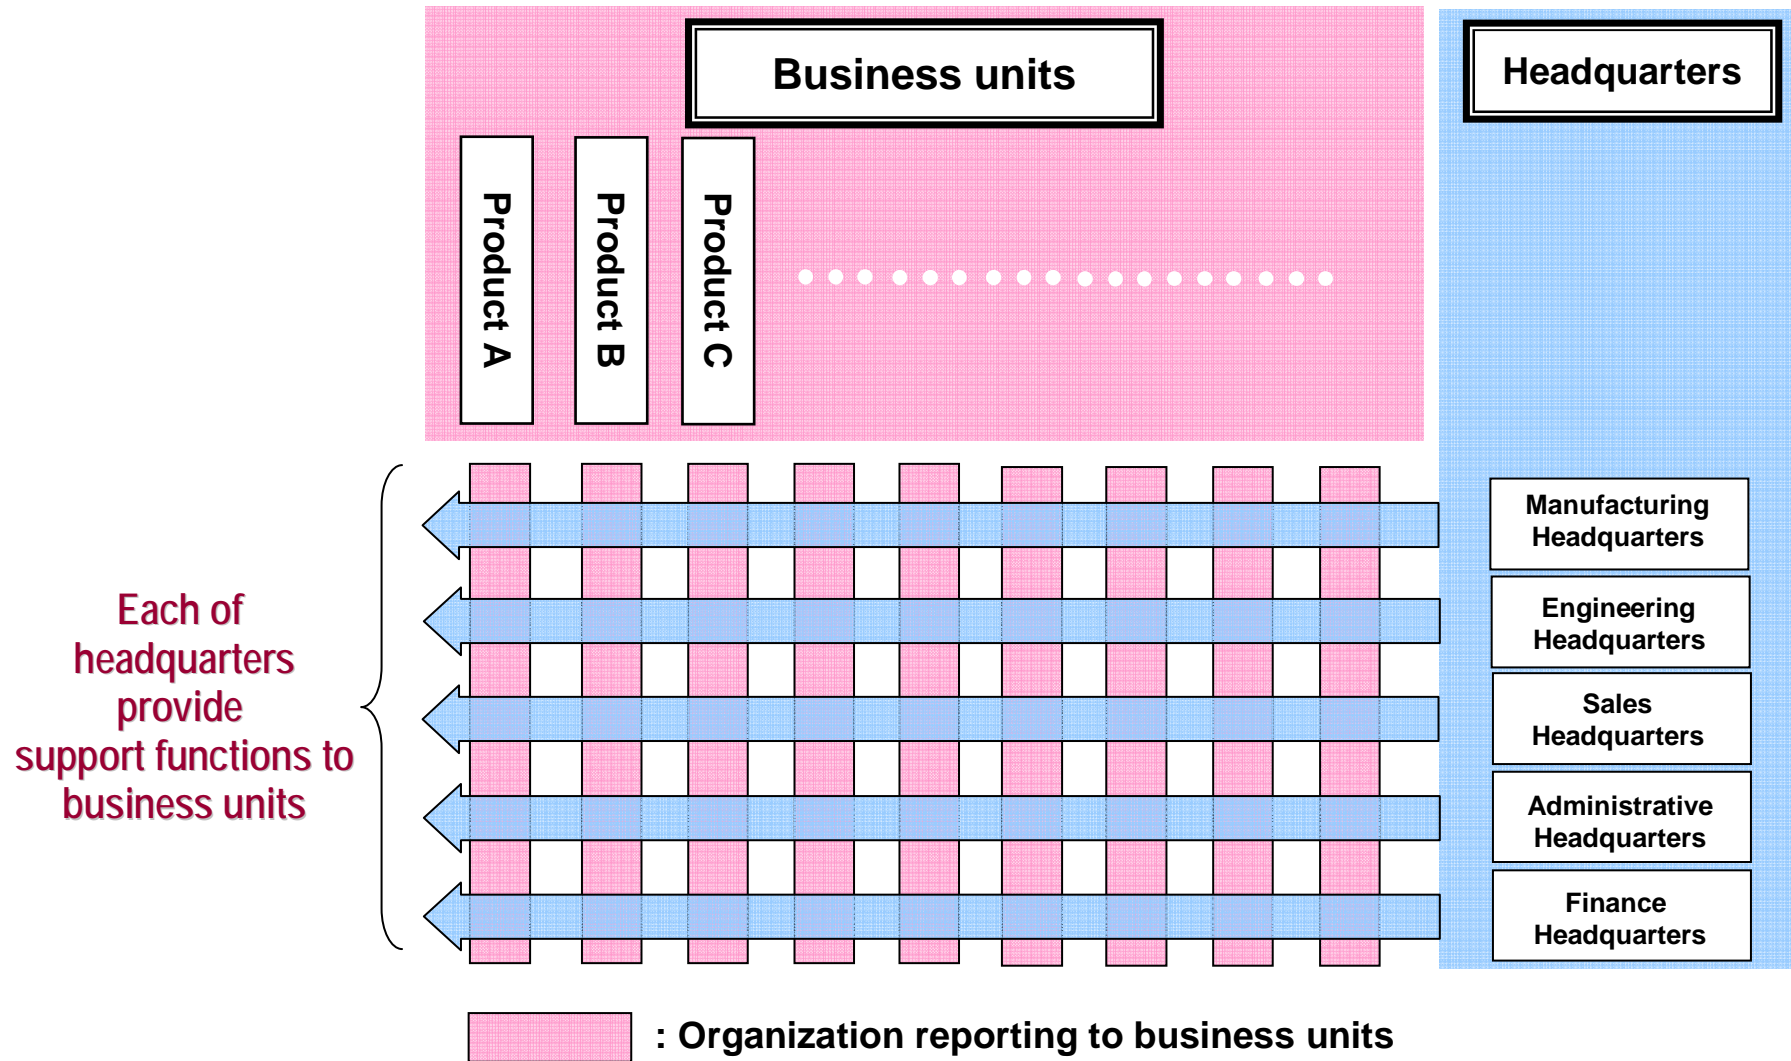 Business units
Headquarters
Product A
Product B
Product C
Manufacturing
Headquarters
Engineering
Headquarters
Sales
Headquarters
Administrative
Headquarters
Finance
Headquarters
Each of
headquarters
provide
support functions to
business units
: Organization reporting to business units